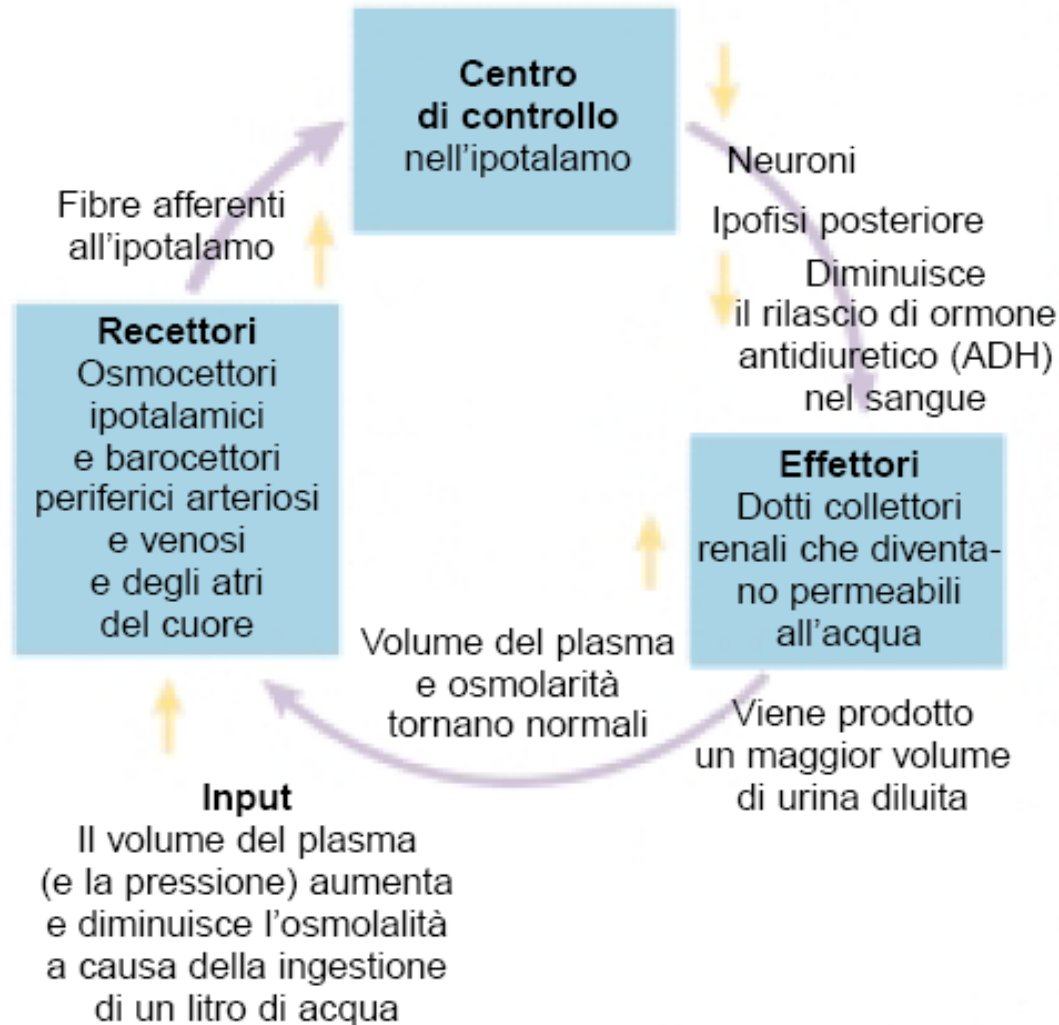 Centro
di controllo
nell'ipotalamo
Neuroni
Ipofisi posteriore
Diminuisce
il rilascio di ormone
antidiuretico (ADH)
nel sangue
Fibre afferenti
all'ipotalamo
Recettori
Osmocettori
ipotalamici
e barocettori
periferici arteriosi
e venosi
e degli atri
del cuore
Effettori
Dotti collettori
renali che diventa-
no permeabili
all'acqua
Volume del plasma
e osmolarità
tornano normali
Viene prodotto
un maggior volume
di urina diluita
Input
Il volume del plasma
(e la pressione) aumenta
e diminuisce l'osmolalità
a causa della ingestione
di un litro di acqua